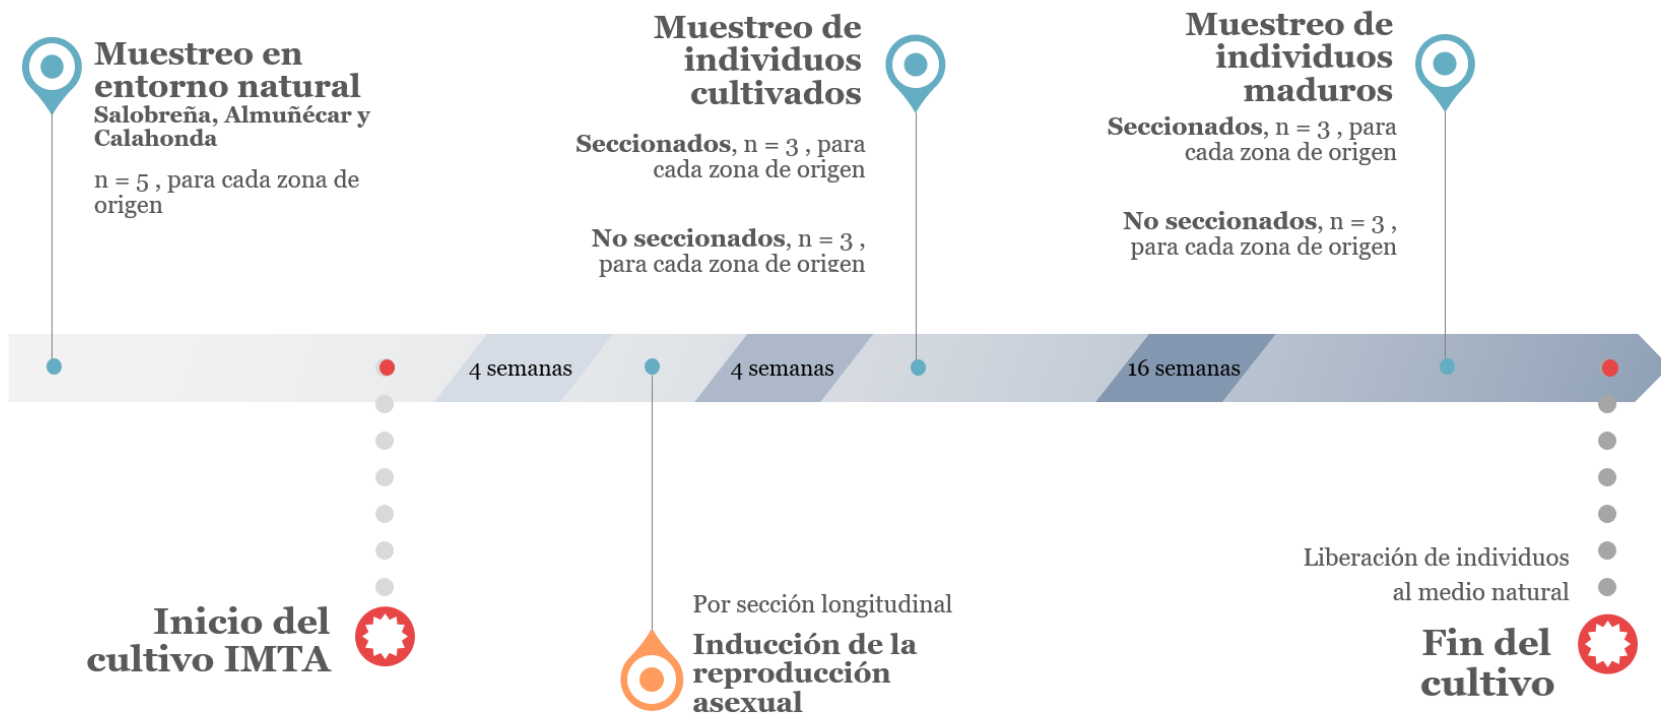 Muestreo en
entorno natural
Salobreña, Almuñécar y
Calahonda
n = 5 , para cada zona de
origen
Muestreo de
individuos
cultivados
Seccionados, n = 3 , para
cada zona de origen
No seccionados, n = 3 ,
para cada zona de origen
Muestreo de
individuos
maduros
Seccionados, n = 3 , para
cada zona de origen
No seccionados, n = 3 ,
para cada zona de origen
4 semanas
4 semanas
16 semanas
Inicio del
cultivo IMTA
Por sección longitudinal
Inducción de la
reproducción
asexual
Liberación de individuos
al medio natural
Fin del
cultivo